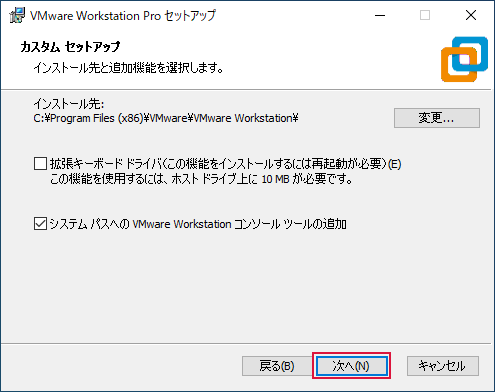 VMware Workstation Pro セットアップ
カスタム セットアップ
インストール先と追加機能を選択します。
インストール先:
C:¥Program Files (x86)¥VMware¥VMware Workstation¥
変更...
拡張キーボード ドライバ(この機能をインストールするには再起動が必要)(E)
この機能を使用するには、ホスト ドライブ上に 10 MB が必要です。
システム パスへの VMware Workstation コンソール ツールの追加
戻る(B)
次へ(N)
キャンセル